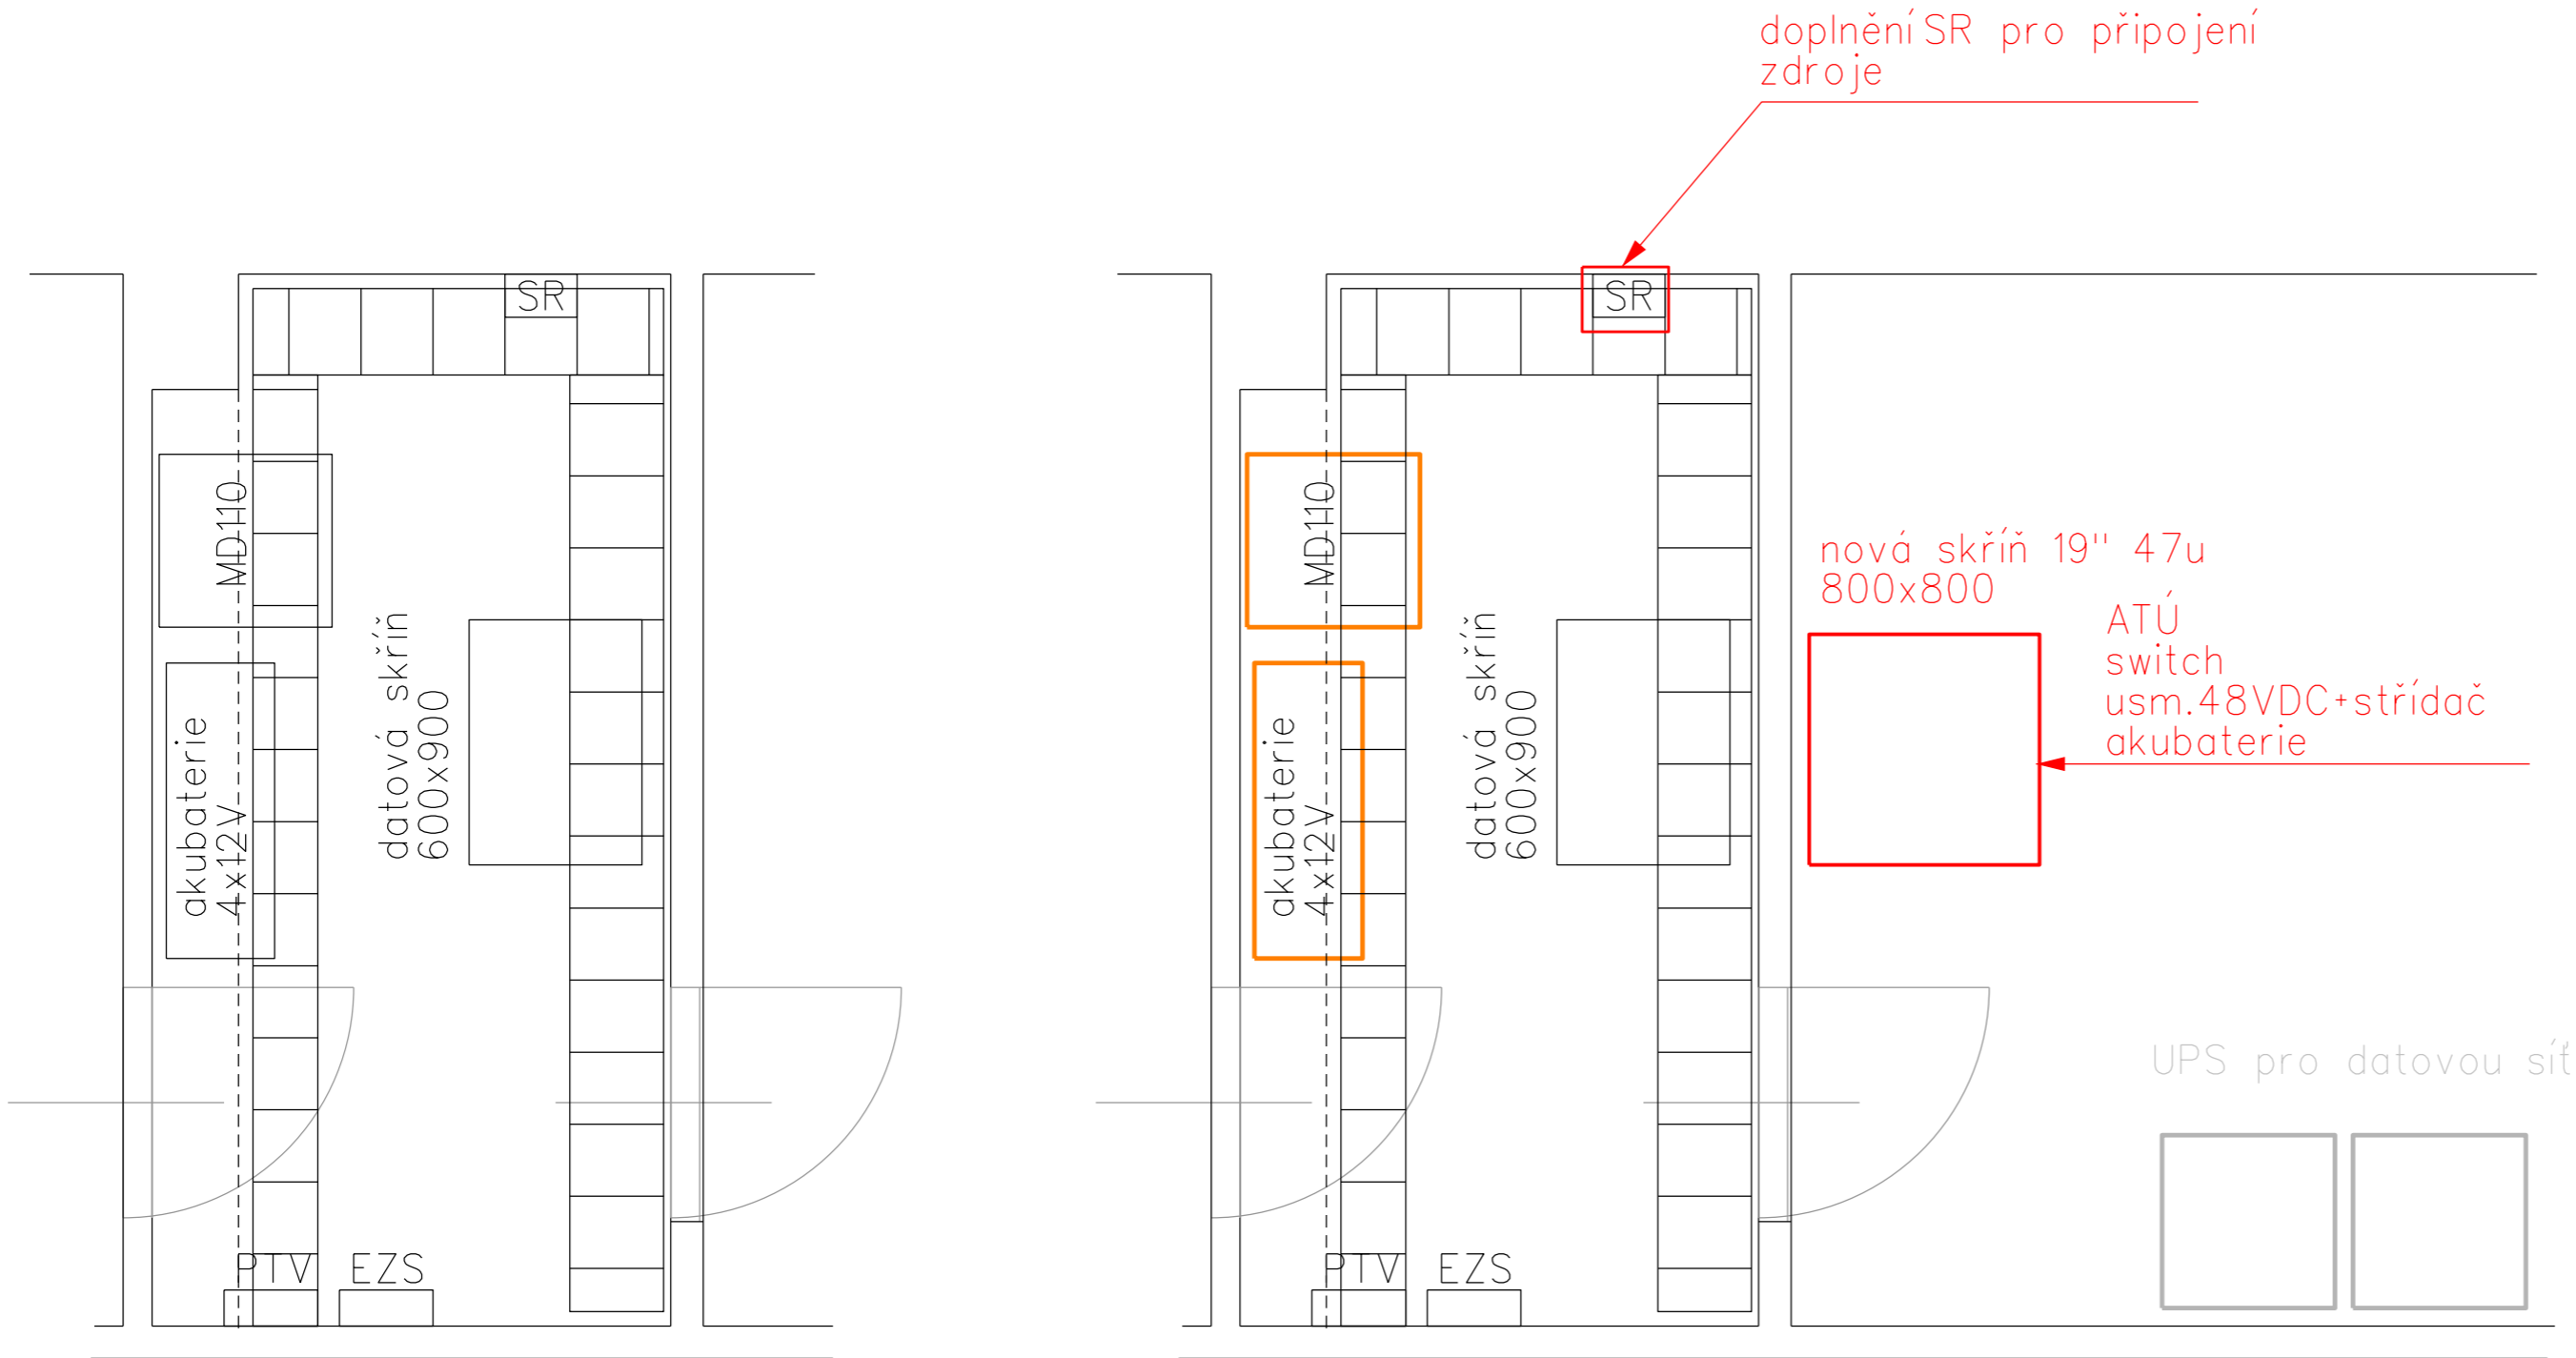 doplnění SR pro připojení
zdroje
SR
MD110
datová skříň
600x900
akubaterie
4x12V
PTV
EZS
SR
MD110
datová skříň
600x900
akubaterie
4x12V
PTV
EZS
nová skříň 19'' 47u
800x800
ATÚ
switch
usm.48VDC+střídač
akubaterie
UPS pro datovou síť